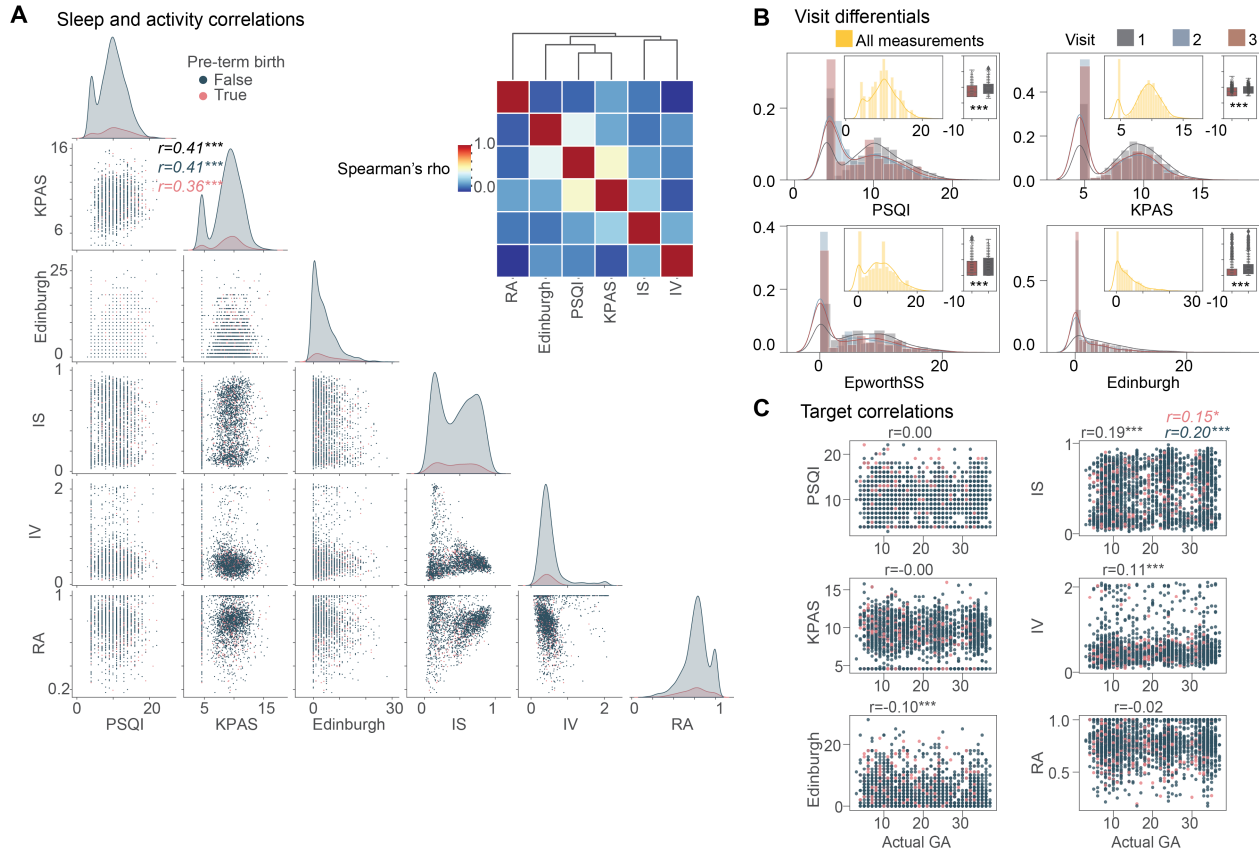 A
Sleep and activity correlations
Pre-term birth
False
True
r=0.41***
r=0.41***
r=0.36***
16
6
KPAS
25
0
Edinburgh
1
0
IS
2
0
IV
1
0.2
RA
0 20
PSQI
5 15
KPAS
0 30
Edinburgh
0 1
IS
0 2
IV
0 1
RA
Spearman's rho
1.0
0.0
RA
Edinburgh
PSQI
KPAS
IS
IV
B
Visit differentials
All measurements
Visit 1 2 3
0.2
0.0
0 10 20
PSQI
0 20
-10
***
0.4
0.2
0.0
5 10 15
KPAS
5 15
-10
***
0.4
0.2
0.0
0 20
EpworthSS
0 20
-10
***
0.5
0.0
0 20
Edinburgh
0 30
-10
***
C
Target correlations
r=0.00
20
10
PSQI
10 20 30
r=0.15*
r=0.19***
r=0.20***
1
0
IS
10 20 30
r=-0.00
15
10
5
KPAS
r=0.11***
2
1
0
IV
r=-0.10***
20
0
Edinburgh
10 20 30
Actual GA
r=-0.02
1.0
0.5
RA
10 20 30
Actual GA